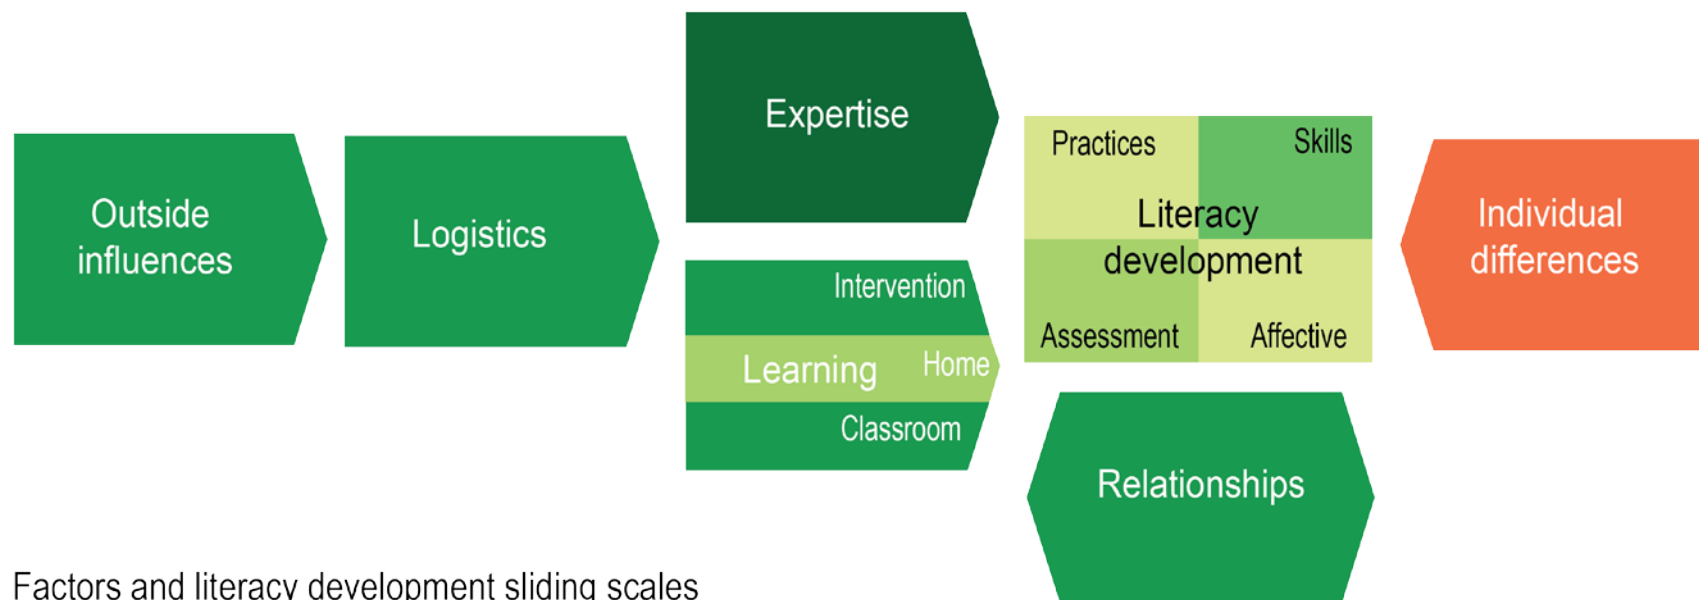 Outside
influences
Logistics
Expertise
Intervention
Learning
Home
Classroom
Practices
Skills
Literacy
development
Assessment
Affective
Relationships
Individual
differences
Factors and literacy development sliding scales